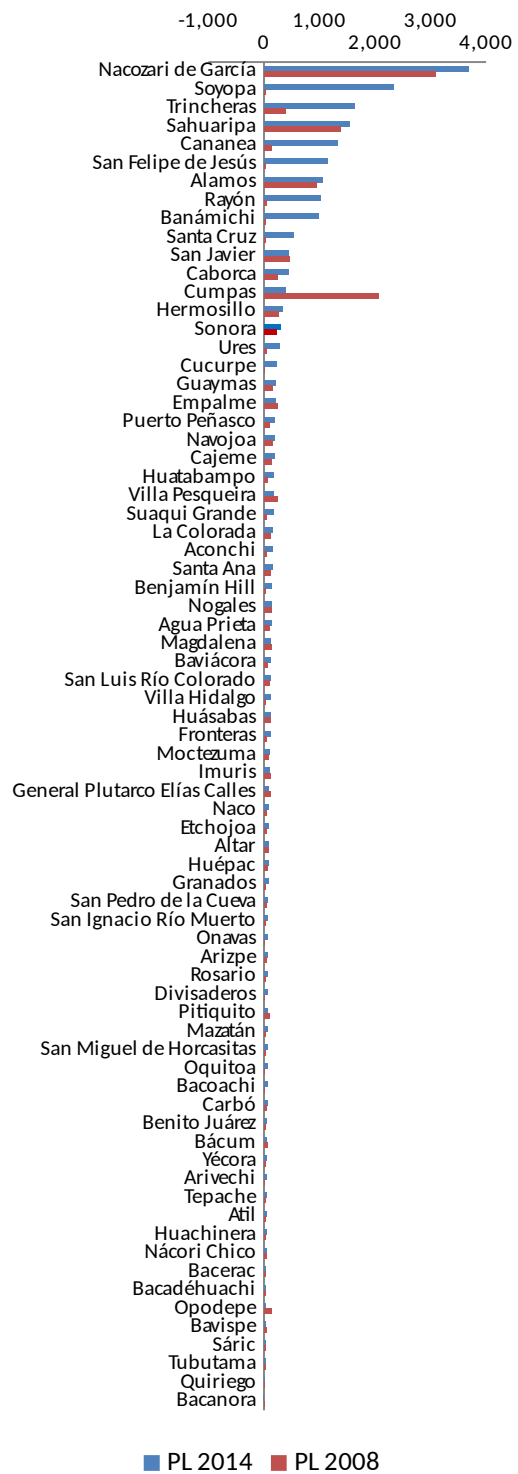 -1,000 1,000 3,000
0 2,000 4,000
Nacozari de García
Soyopa
Trincheras
Sahuaripa
Cananea
San Felipe de Jesús
Alamos
Rayón
Banámichi
Santa Cruz
San Javier
Caborca
Cumpas
Hermosillo
Sonora
Ures
Cucurpe
Guaymas
Empalme
Puerto Peñasco
Navojoa
Cajeme
Huatabampo
Villa Pesqueira
Suaqui Grande
La Colorada
Aconchi
Santa Ana
Benjamín Hill
Nogales
Agua Prieta
Magdalena
Baviácora
San Luis Río Colorado
Villa Hidalgo
Huásabas
Fronteras
Moctezuma
Imuris
General Plutarco Elías Calles
Naco
Etchojoa
Altar
Huépac
Granados
San Pedro de la Cueva
San Ignacio Río Muerto
Onavas
Arizpe
Rosario
Divisaderos
Pitiquito
Mazatán
San Miguel de Horcasitas
Oquitoa
Bacoachi
Carbó
Benito Juárez
Bácum
Yécora
Arivechi
Tepache
Atil
Huachinera
Nácori Chico
Bacerac
Bacadéhuachi
Opodepe
Bavispe
Sáric
Tubutama
Quiriego
Bacanora
PL 2014 PL 2008